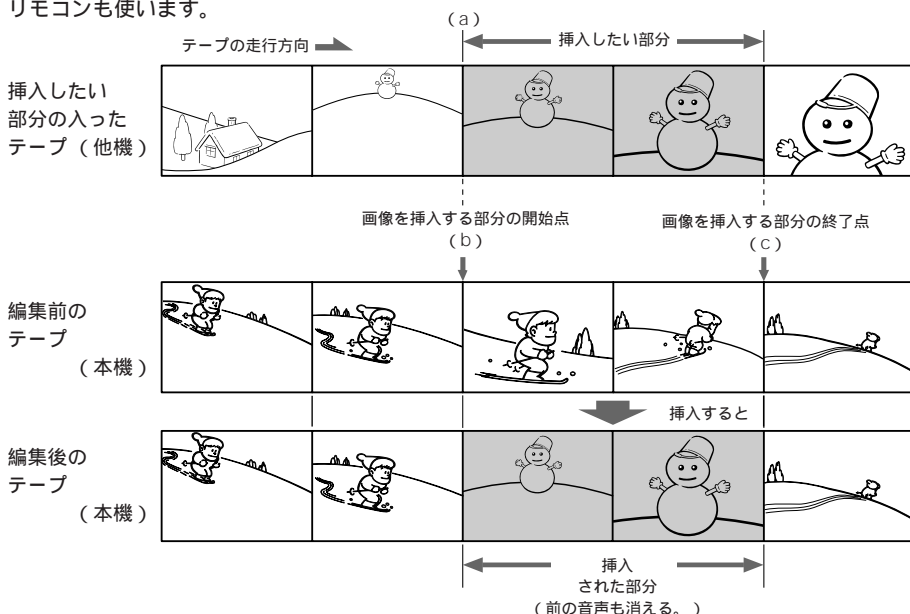 リモコンも使います。
(a)
テープの走行方向
挿入したい部分
挿入したい
部分の入った
テープ(他機)
画像を挿入する部分の開始点
(b)
画像を挿入する部分の終了点
(c)
編集前の
テープ
(本機)
挿入すると
編集後の
テープ
(本機)
挿入
された部分
(前の音声も消える。)